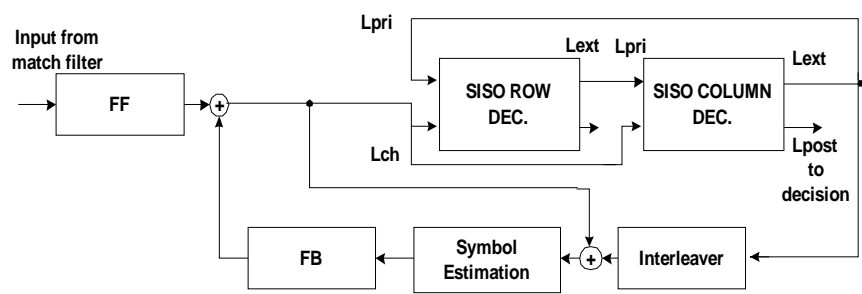 Input from
match filter
FF
+
Lpri
Lch
SISO ROW
DEC.
Lext
Lpri
SISO COLUMN
DEC.
Lext
Lpost
to
decision
FB
Symbol
Estimation
+
Interleaver